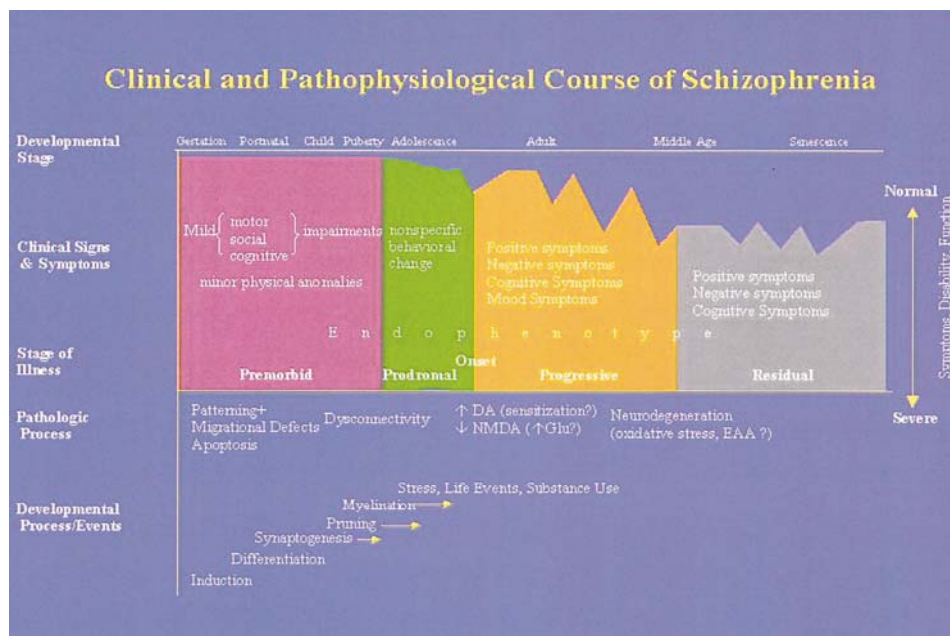 Clinical and Pathophysiological Course of Schizophrenia
Developmental
Stage
Gestation Postnatal Child Puberty Adolescence Adult Middle Age Senescence
Normal
Clinical Signs
& Symptoms
Mild { motor
social
cognitive } impairments
minor physical anomalies
nonspecific
behavioral
change
Positive symptoms
Negative symptoms
Cognitive Symptoms
Mood Symptoms
Positive symptoms
Negative symptoms
Cognitive Symptoms
Symptoms, Disability, Function
E n d o p h e n o t y p e
Stage of
Illness
Onset
Premorbid Prodromal Progressive Residual
Severe
Pathologic
Process
Patterning+
Migrational Defects
Apoptosis
Dysconnectivity
↑ DA (sensitization?)
↓ NMDA (↑Glu?)
Neurodegeneration
(oxidative stress, EAA ?)
Developmental
Process/Events
Stress, Life Events, Substance Use
Myelination
Pruning
Synaptogenesis
Differentiation
Induction